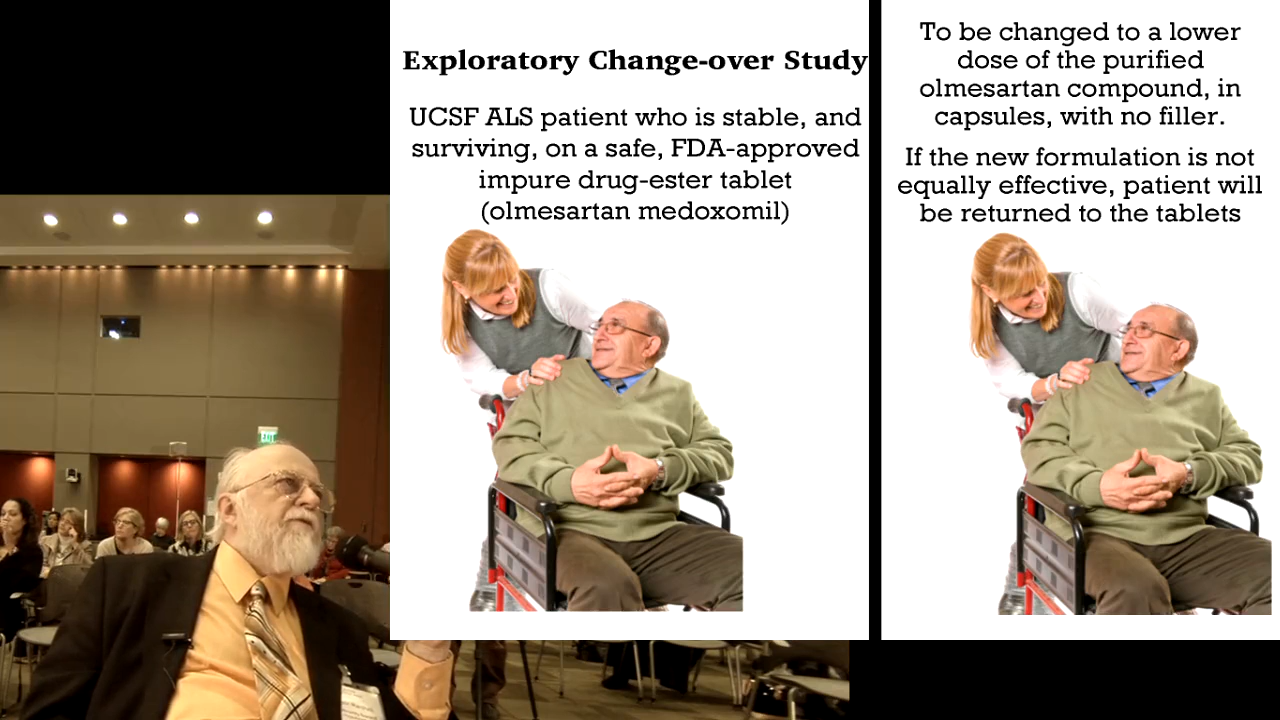 Exploratory Change-over Study
UCSF ALS patient who is stable, and
surviving, on a safe, FDA-approved
impure drug-ester tablet
(olmesartan medoxomil)
To be changed to a lower
dose of the purified
olmesartan compound, in
capsules, with no filler.
If the new formulation is not
equally effective, patient will
be returned to the tablets